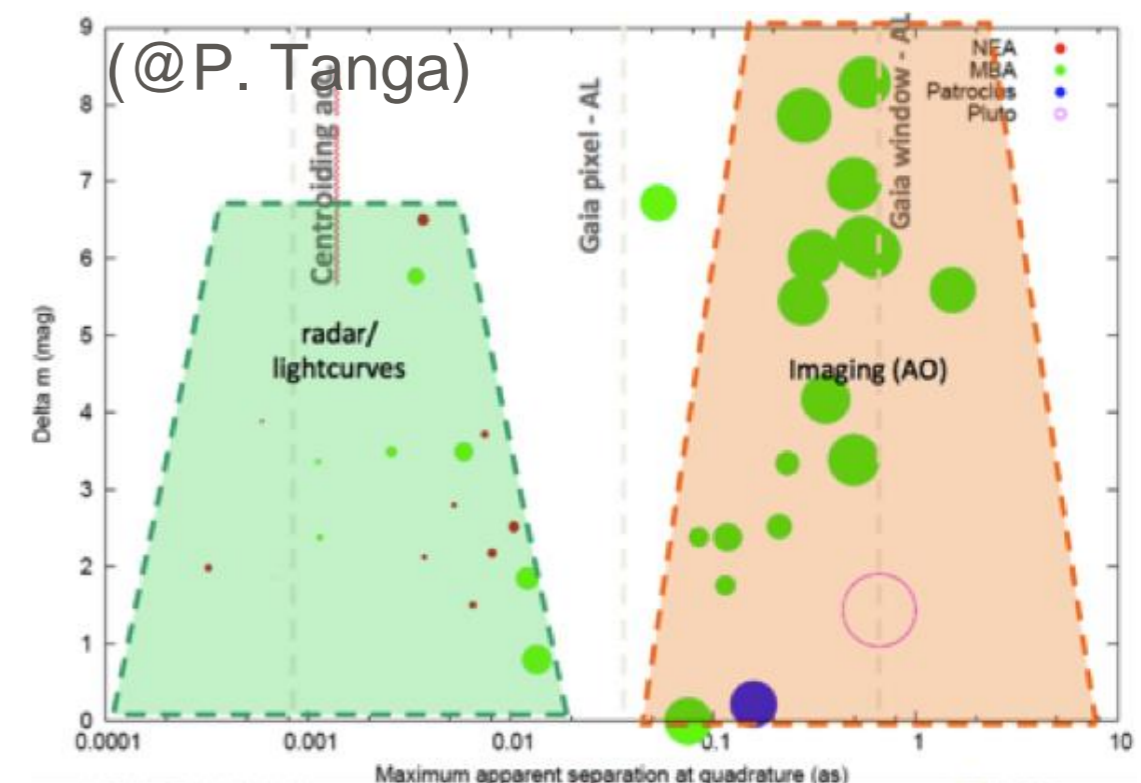 (@P. Tanga)
9
8
7
6
5
4
3
2
1
0
Delta m (mag)
0.0001
0.001
0.01
0.1
1
10
Maximum apparent separation at quadrature (as)
Centroiding
Gaia pixel - AL
Gaia window - AL
NEA
MBA
Patroclus
Pluto
radar/
lightcurves
Imaging (AO)